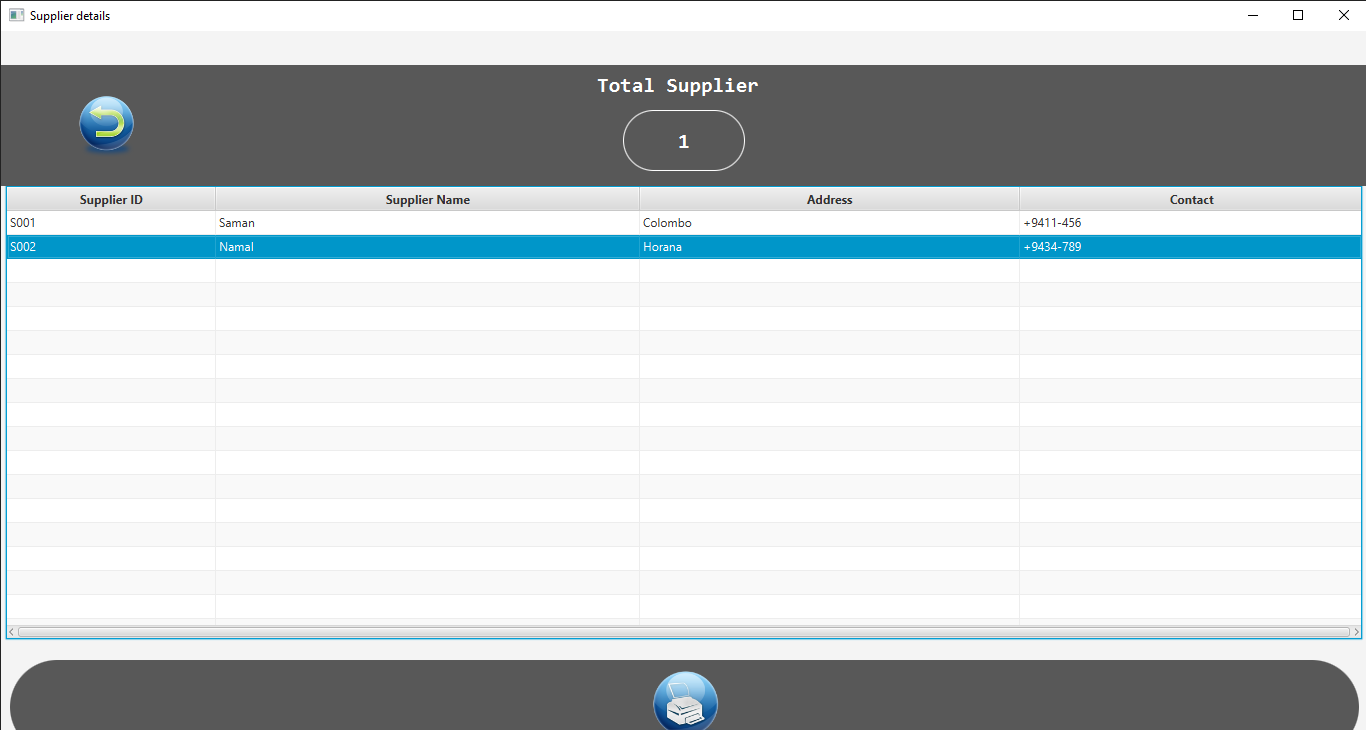 Supplier details
Total Supplier
1
Supplier ID Supplier Name Address Contact
S001 Saman Colombo +9411-456
S002 Namal Horana +9434-789